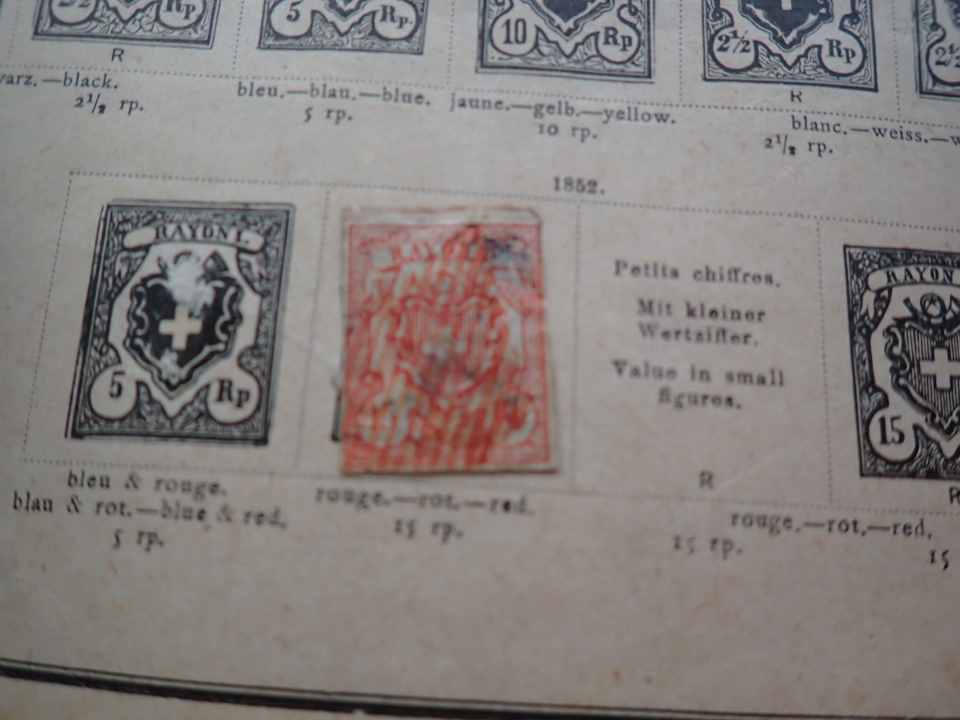 Rp
5 Rp.
10 Rp
2½ Rp
2½
R
R
varz.—black.
2½ rp.
bleu.—blau.—blue.
5 rp.
jaune.—gelb.—yellow.
10 rp.
blanc.—weiss.—w
2½ rp.
1852.
RAYON I.
5 Rp
RAYON
Petits chiffres.
Mit kleiner
Wertziffer.
Value in small
figures.
R
RAYON
15
R
bleu & rouge.
blau & rot.—blue & red.
5 rp.
rouge.—rot.—red.
15 rp.
rouge.—rot.—red.
15 rp.
15